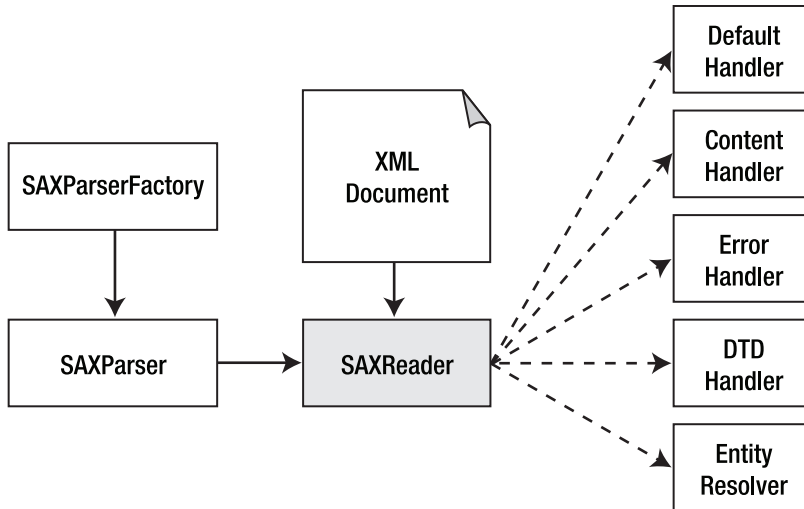 SAXParserFactory
SAXParser
XML
Document
SAXReader
Default
Handler
Content
Handler
Error
Handler
DTD
Handler
Entity
Resolver